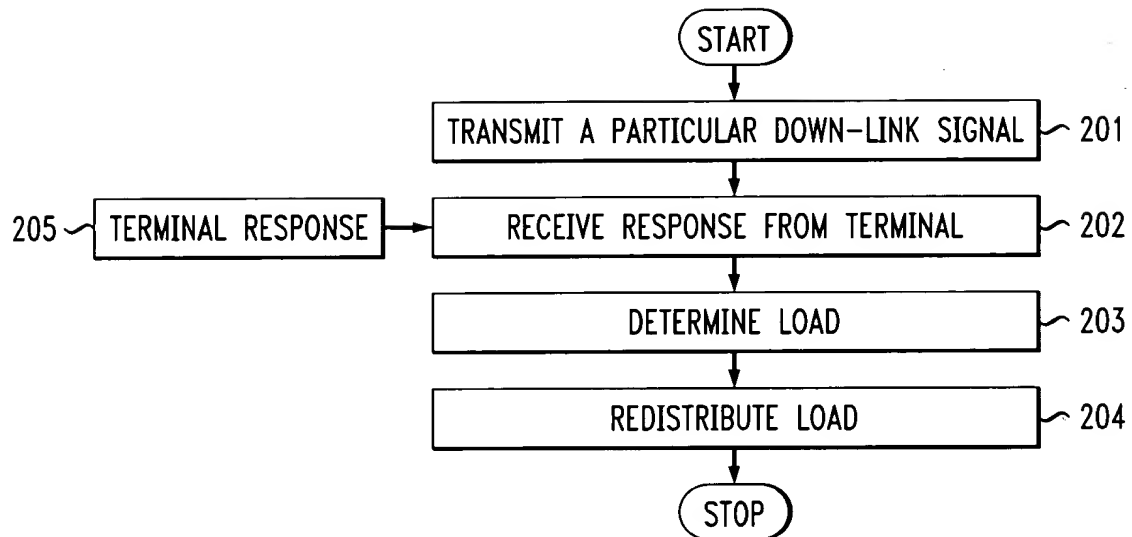 START
TRANSMIT A PARTICULAR DOWN-LINK SIGNAL 201
205 TERMINAL RESPONSE RECEIVE RESPONSE FROM TERMINAL 202
DETERMINE LOAD 203
REDISTRIBUTE LOAD 204
STOP